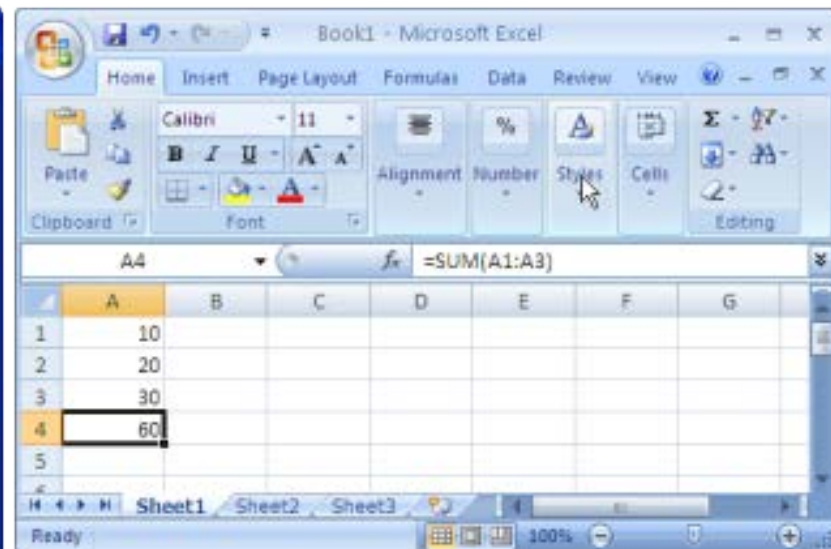 Book1 - Microsoft Excel
Home Insert Page Layout Formulas Data Review View
Calibri 11
B I U A A
Paste
Alignment Number Styles Cells
% A Σ
Clipboard Font Editing
A4 fx =SUM(A1:A3)
A B C D E F G
1 10
2 20
3 30
4 60
5
Sheet1 Sheet2 Sheet3
Ready 100%